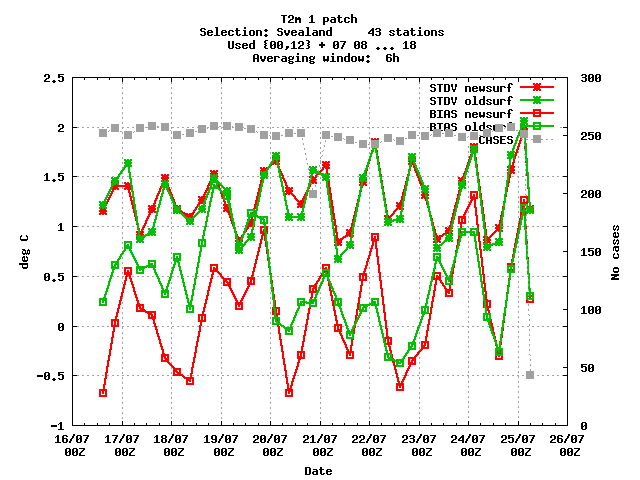 T2m 1 patch
Selection: Svealand     43 stations
Used {00,12} + 07 08 ... 18
Averaging window:  6h
STDV newsurf
STDV oldsurf
BIAS newsurf
BIAS oldsurf
CASES
deg C
2.5
2
1.5
1
0.5
0
-0.5
-1
No cases
300
250
200
150
100
50
0
16/07 17/07 18/07 19/07 20/07 21/07 22/07 23/07 24/07 25/07 26/07
00Z 00Z 00Z 00Z 00Z 00Z 00Z 00Z 00Z 00Z 00Z
Date